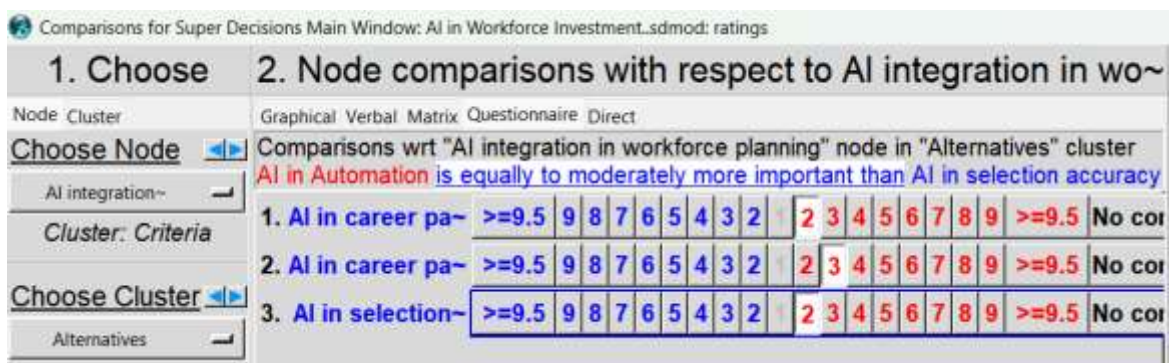 Comparisons for Super Decisions Main Window: AI in Workforce Investment..sdmod: ratings
1. Choose
2. Node comparisons with respect to AI integration in wo~
Node Cluster
Graphical Verbal Matrix Questionnaire Direct
Choose Node
Comparisons wrt "AI integration in workforce planning" node in "Alternatives" cluster
AI in Automation is equally to moderately more important than AI in selection accuracy
AI integration~
1. AI in career pa~ >=9.5 9 8 7 6 5 4 3 2 1 2 3 4 5 6 7 8 9 >=9.5 No con
Cluster: Criteria
2. AI in career pa~ >=9.5 9 8 7 6 5 4 3 2 1 2 3 4 5 6 7 8 9 >=9.5 No con
Choose Cluster
3. AI in selection~ >=9.5 9 8 7 6 5 4 3 2 1 2 3 4 5 6 7 8 9 >=9.5 No con
Alternatives